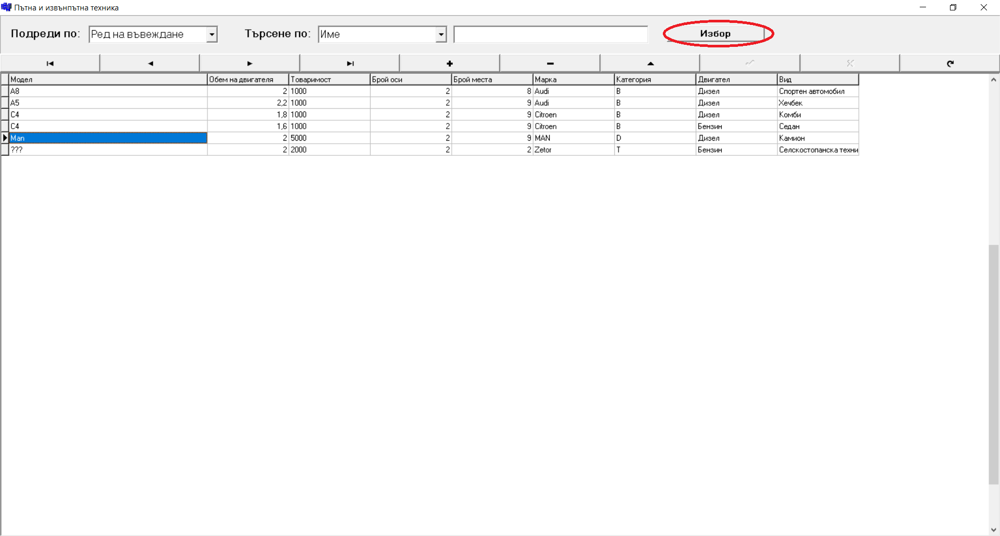 Пътна и извънпътна техника
Подреди по: Ред на въвеждане Търсене по: Име Избор
Модел Обем на двигателя Товаримост Брой оси Брой места Марка Категория Двигател Вид
A8 2 1000 2 8 Audi B Дизел Спортен автомобил
A5 2,2 1000 2 9 Audi B Дизел Хечбек
C4 1,8 1000 2 9 Citroen B Дизел Комби
C4 1,6 1000 2 9 Citroen B Бензин Седан
Man 2 5000 2 9 MAN D Дизел Камион
??? 2 2000 2 2 Zetor T Бензин Селскостопанска техни